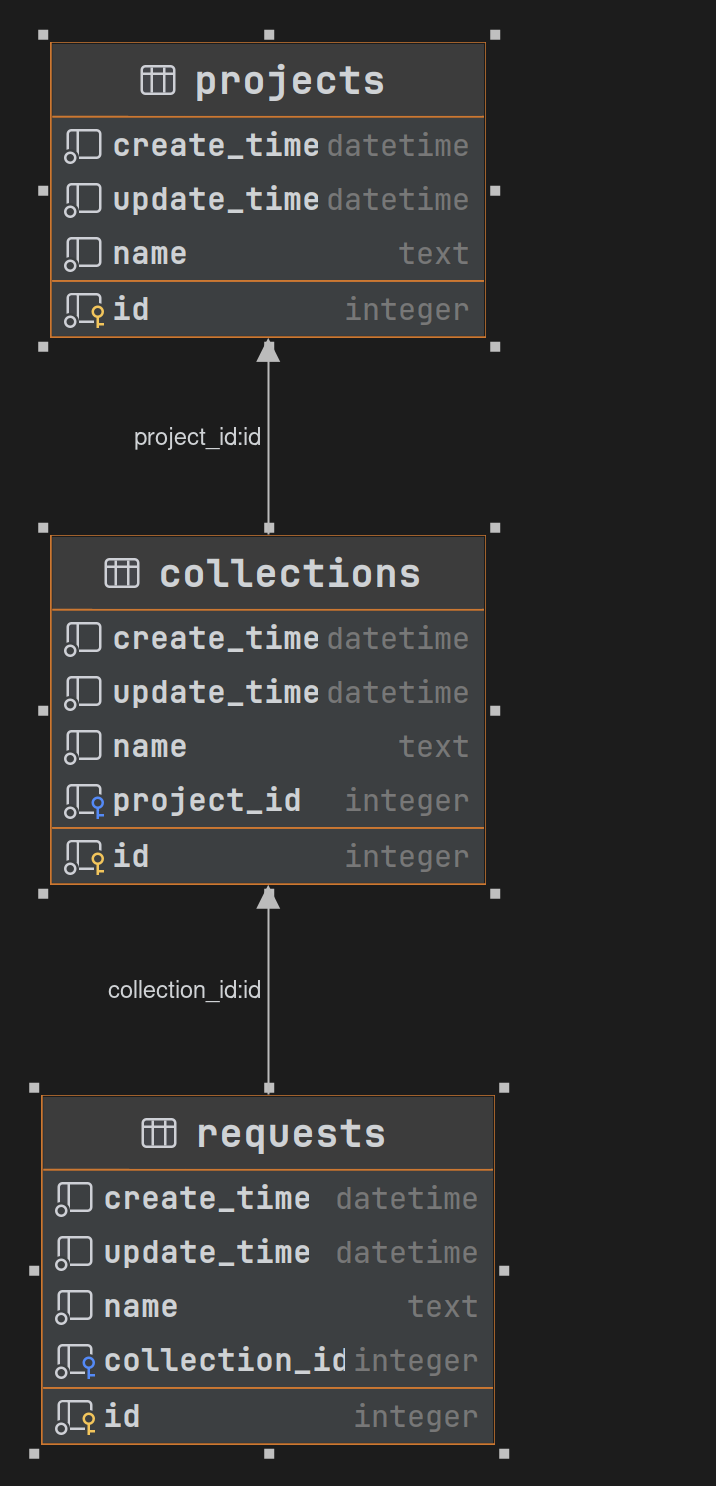 projects
create_time datetime
update_time datetime
name text
id integer
project_id:id
collections
create_time datetime
update_time datetime
name text
project_id integer
id integer
collection_id:id
requests
create_time datetime
update_time datetime
name text
collection_id integer
id integer